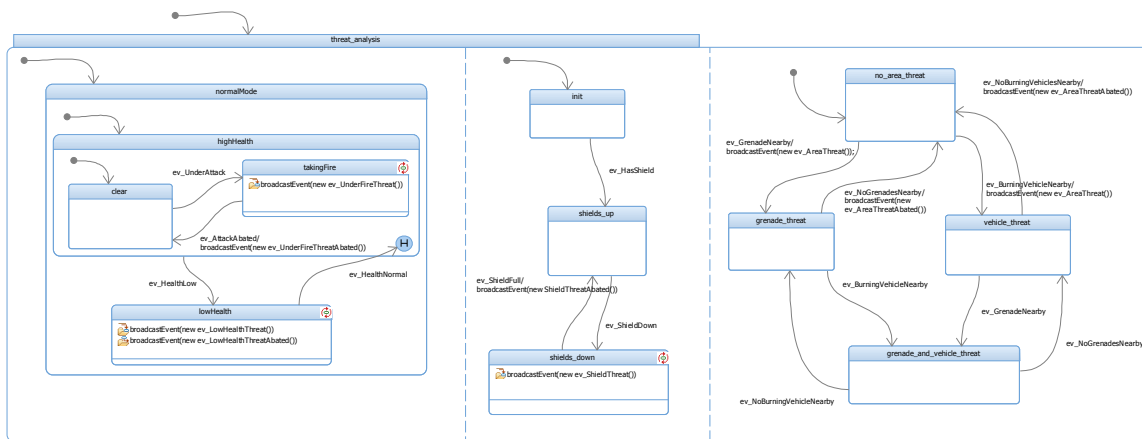 threat_analysis
normalMode
highHealth
clear
ev_UnderAttack
takingFire
broadcastEvent(new ev_UnderFireThreat())
ev_AttackAbated/
broadcastEvent(new ev_UnderFireThreatAbated())
H
ev_HealthLow
ev_HealthNormal
lowHealth
broadcastEvent(new ev_LowHealthThreat())
broadcastEvent(new ev_LowHealthThreatAbated())
init
ev_HasShield
shields_up
ev_ShieldFull/
broadcastEvent(new ShieldThreatAbated())
ev_ShieldDown
shields_down
broadcastEvent(new ev_ShieldThreat())
no_area_threat
ev_NoBurningVehiclesNearby/
broadcastEvent(new ev_AreaThreatAbated())
ev_GrenadeNearby/
broadcastEvent(new ev_AreaThreat());
ev_NoGrenadesNearby/
broadcastEvent(new
ev_AreaThreatAbated())
ev_BurningVehicleNearby/
broadcastEvent(new ev_AreaThreat())
grenade_threat
vehicle_threat
ev_BurningVehicleNearby
ev_GrenadeNearby
ev_NoGrenadesNearby
grenade_and_vehicle_threat
ev_NoBurningVehicleNearby